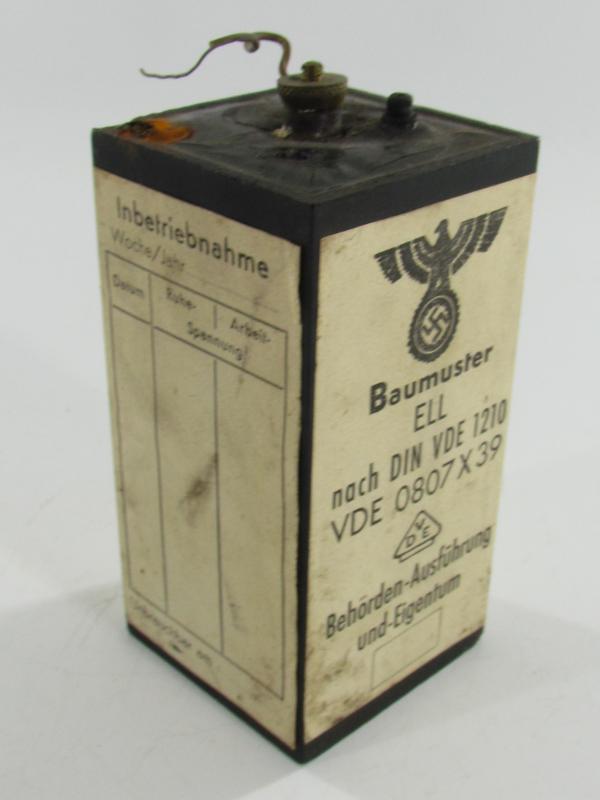 Inbetriebnahme
Woche/Jahr
Datum
Ruhe-
Arbeit-
Spannung
Baumuster
ELL
nach DIN VDE 1210
VDE 0807 X 39
VDE
Behörden-Ausführung
und-Eigentum